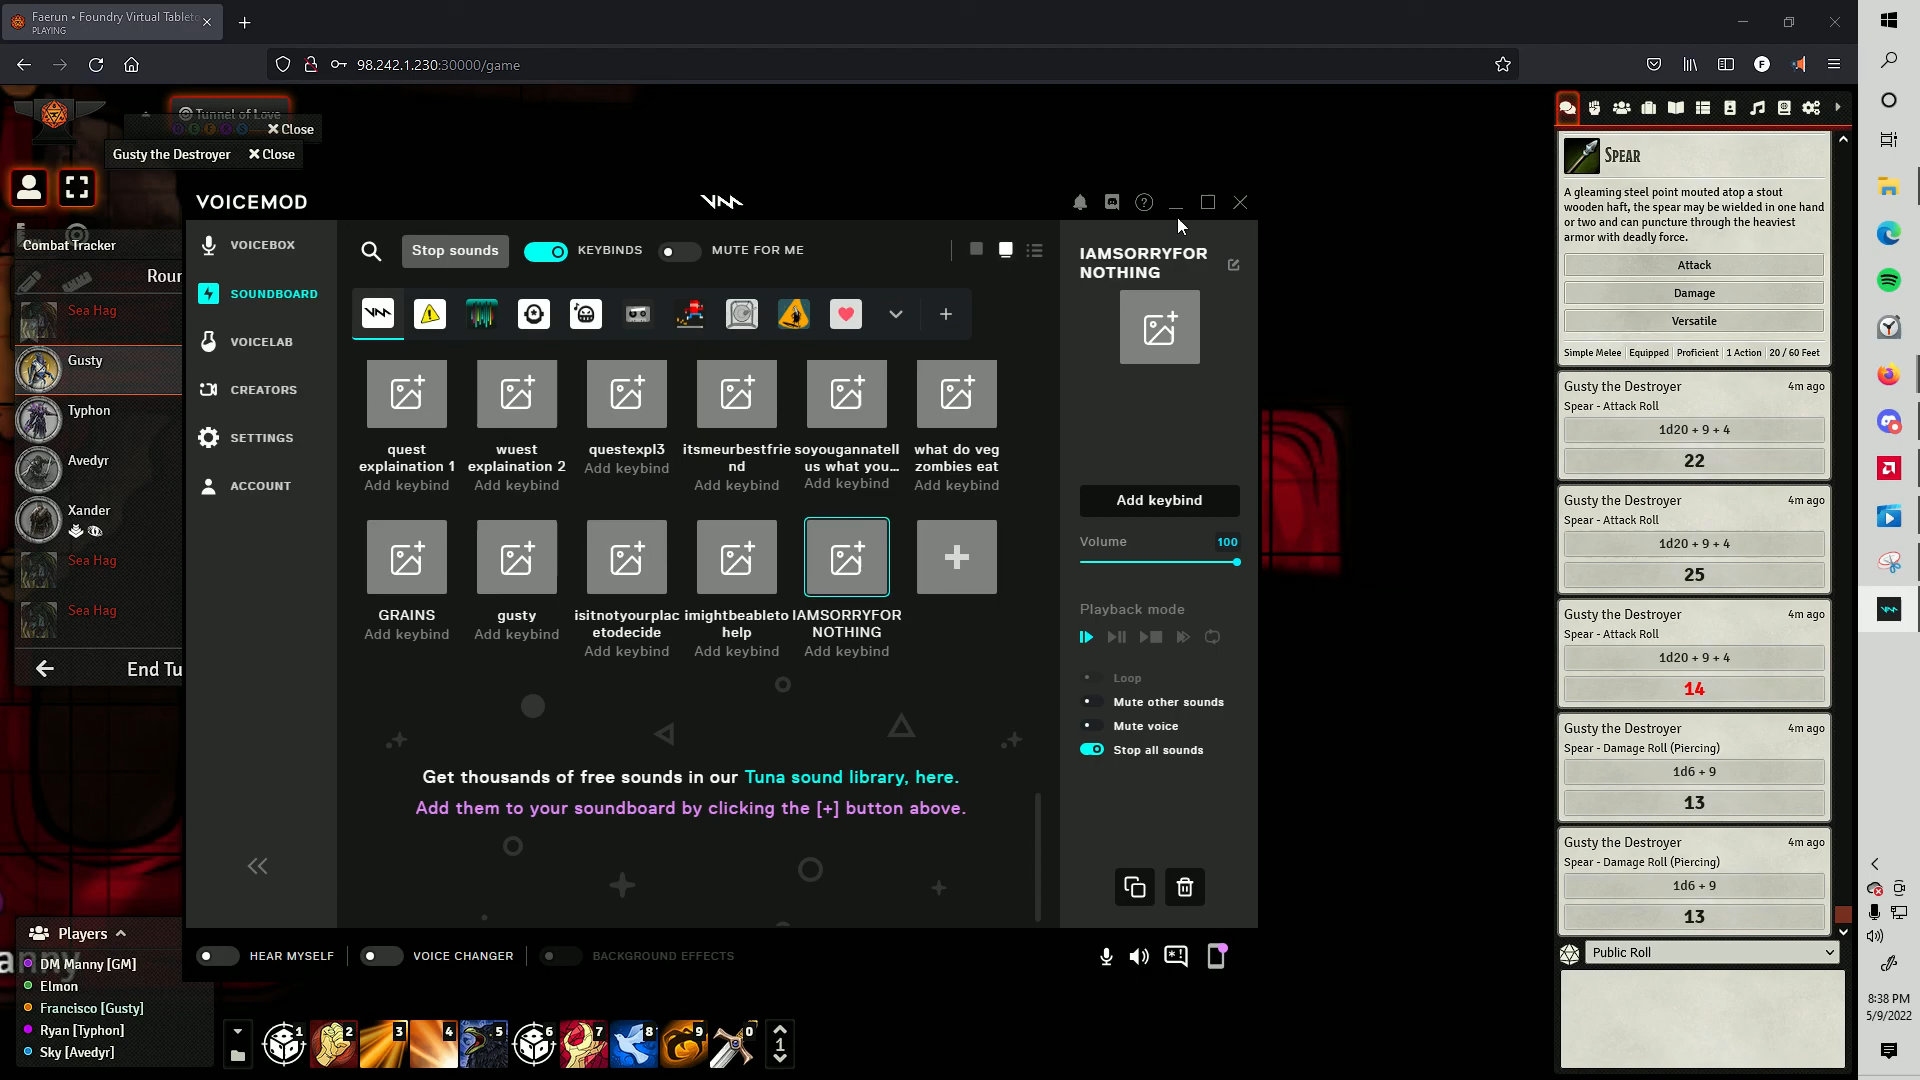 Faerun • Foundry Virtual Tableto
PLAYING
98.242.1.230:30000/game
Tunnel of Love
Close
Gusty the Destroyer
Close
Combat Tracker
Roun
Sea Hag
Gusty
Typhon
Avedyr
Xander
Sea Hag
Sea Hag
End Tu
Players
DM Manny [GM]
Elmon
Francisco [Gusty]
Ryan [Typhon]
Sky [Avedyr]
VOICEMOD
VOICEBOX
SOUNDBOARD
VOICELAB
CREATORS
SETTINGS
ACCOUNT
Stop sounds
KEYBINDS
MUTE FOR ME
quest
explaination 1
Add keybind
wuest
explaination 2
Add keybind
questexpl3
Add keybind
itsmeurbestfrie
nd
Add keybind
soyougannatell
us what you...
Add keybind
what do veg
zombies eat
Add keybind
GRAINS
Add keybind
gusty
Add keybind
isitnotyourplac
etodecide
Add keybind
imightbeableto
help
Add keybind
IAMSORRYFOR
NOTHING
Add keybind
Get thousands of free sounds in our Tuna sound library, here.
Add them to your soundboard by clicking the [+] button above.
IAMSORRYFOR
NOTHING
Add keybind
Volume 100
Playback mode
Loop
Mute other sounds
Mute voice
Stop all sounds
HEAR MYSELF
VOICE CHANGER
BACKGROUND EFFECTS
1 2 3 4 5 6 7 8 9 0
1
SPEAR
A gleaming steel point mouted atop a stout
wooden haft, the spear may be wielded in one hand
or two and can puncture through the heaviest
armor with deadly force.
Attack
Damage
Versatile
Simple Melee Equipped Proficient 1 Action 20 / 60 Feet
Gusty the Destroyer 4m ago
Spear - Attack Roll
1d20 + 9 + 4
22
Gusty the Destroyer 4m ago
Spear - Attack Roll
1d20 + 9 + 4
25
Gusty the Destroyer 4m ago
Spear - Attack Roll
1d20 + 9 + 4
14
Gusty the Destroyer 4m ago
Spear - Damage Roll (Piercing)
1d6 + 9
13
Gusty the Destroyer 4m ago
Spear - Damage Roll (Piercing)
1d6 + 9
13
Public Roll
8:38 PM
5/9/2022